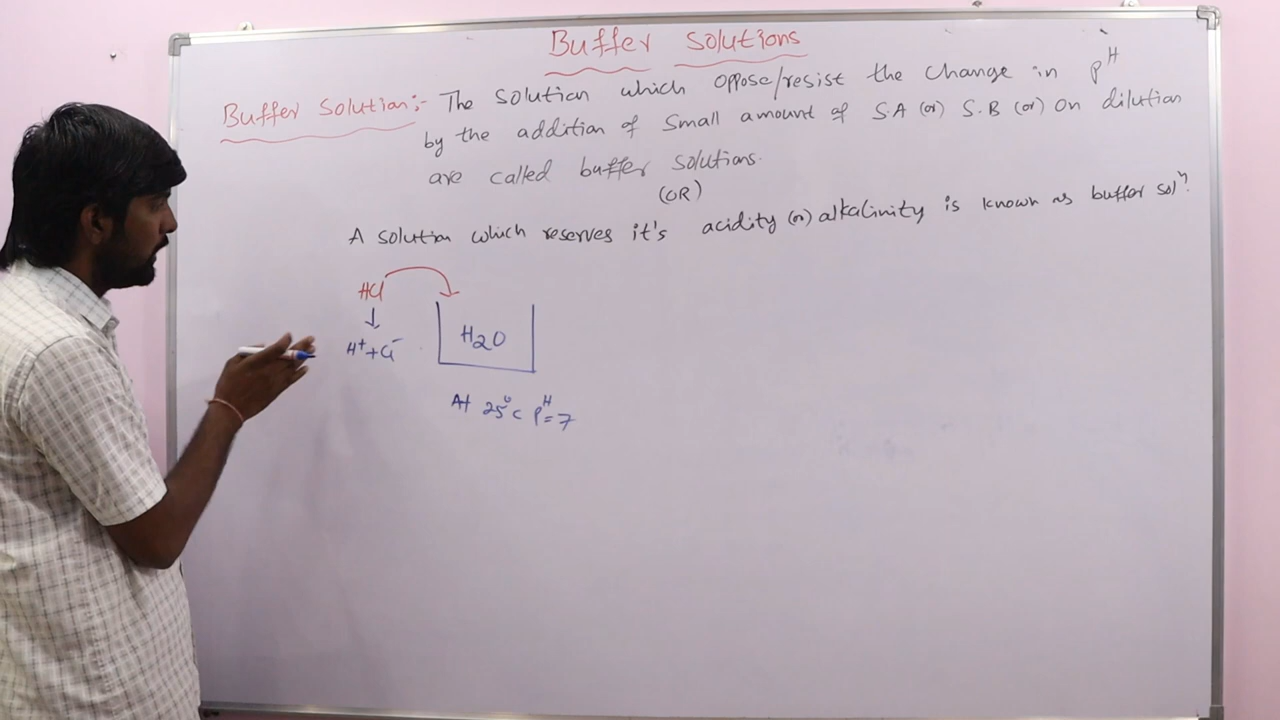 Buffer Solutions
Buffer Solution:- The Solution which oppose/resist the change in pH
by the addition of small amount of S.A (or) S.B (or) On dilution
are called buffer solutions.
(OR)
A solution which reserves it's acidity (or) alkalinity is known as buffer solⁿ.
HCl
↓
H⁺+Cl⁻
H₂O
At 25°C pH=7